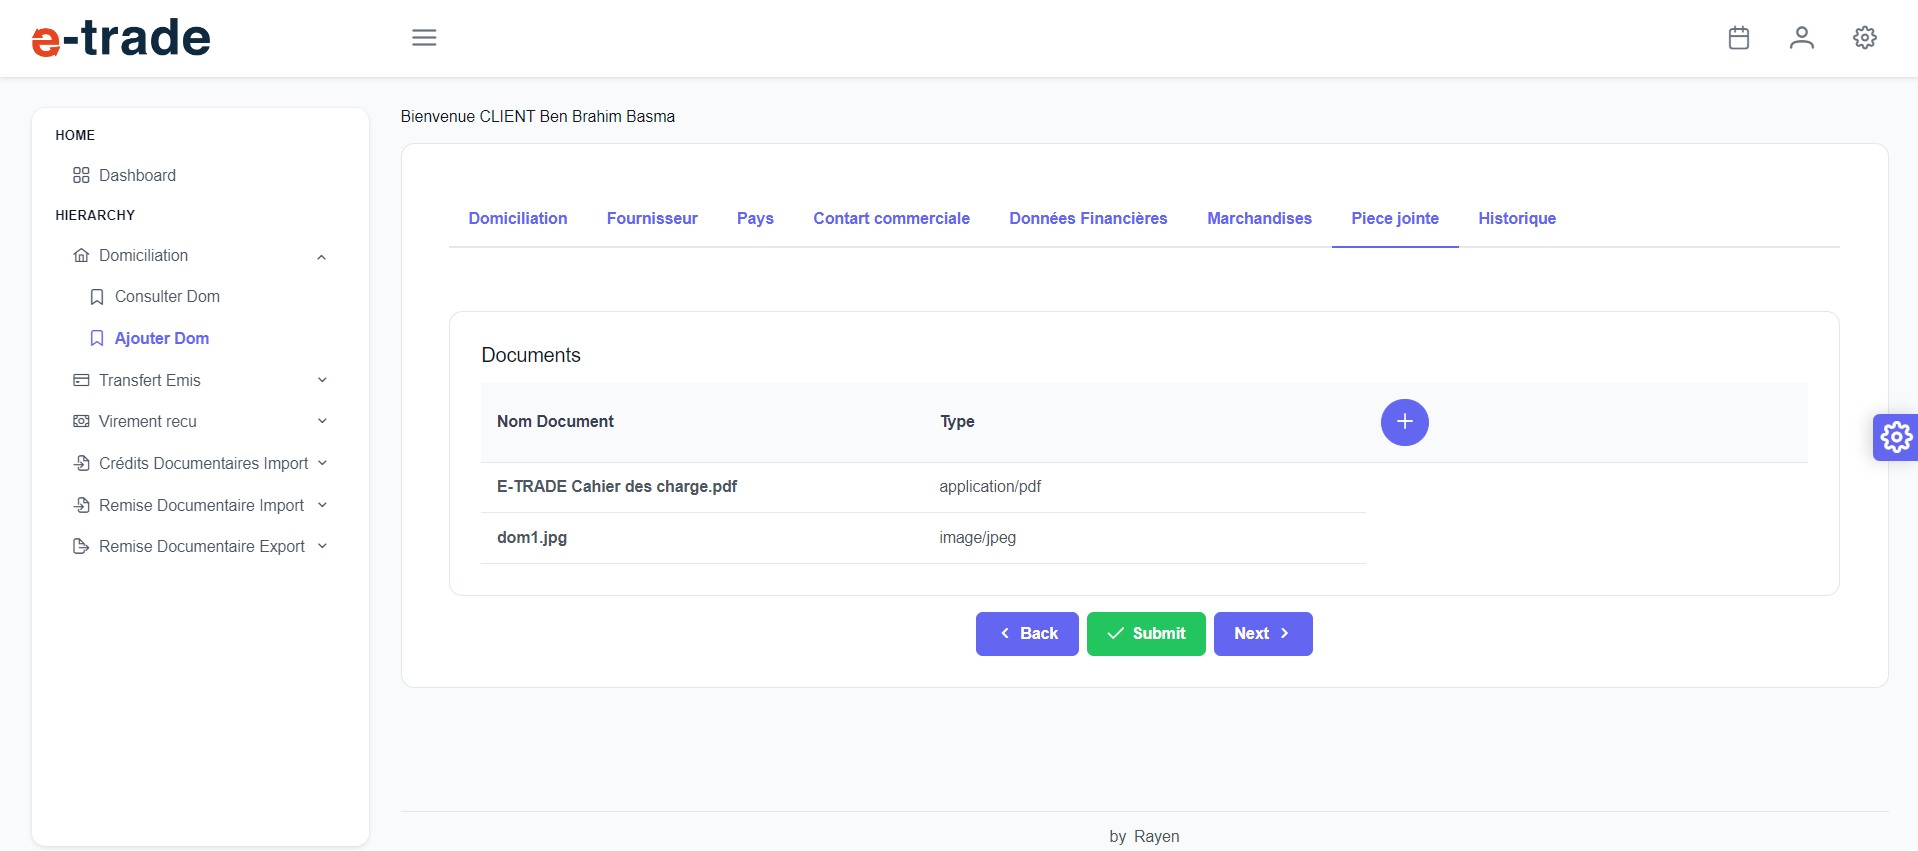 e-trade
Bienvenue CLIENT Ben Brahim Basma
HOME
Dashboard
HIERARCHY
Domiciliation
Consulter Dom
Ajouter Dom
Transfert Emis
Virement recu
Crédits Documentaires Import
Remise Documentaire Import
Remise Documentaire Export
Domiciliation Fournisseur Pays Contart commerciale Données Financières Marchandises Piece jointe Historique
Documents
Nom Document Type
E-TRADE Cahier des charge.pdf application/pdf
dom1.jpg image/jpeg
Back Submit Next
by Rayen